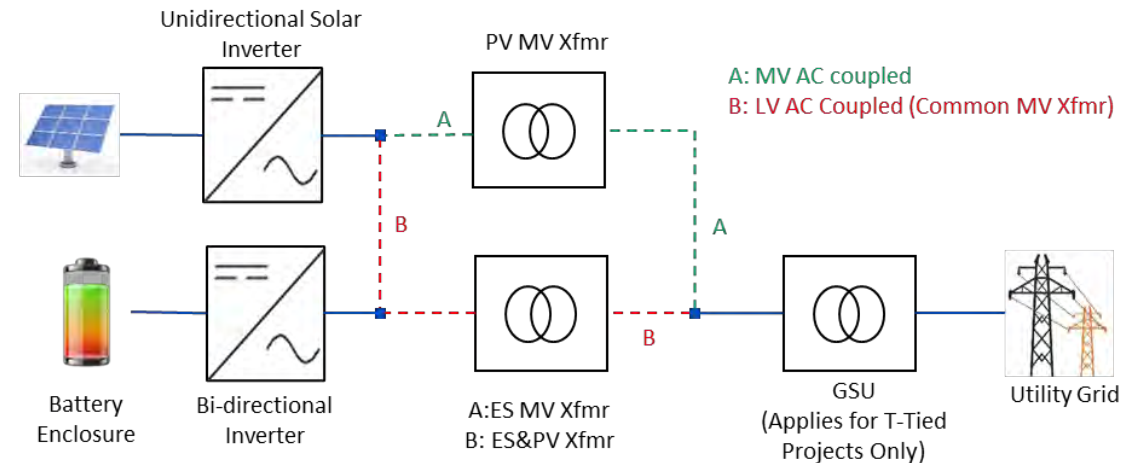 Unidirectional Solar
Inverter
PV MV Xfmr
A: MV AC coupled
B: LV AC Coupled (Common MV Xfmr)
A
B
A
B
Battery
Enclosure
Bi-directional
Inverter
A:ES MV Xfmr
B: ES&PV Xfmr
GSU
(Applies for T-Tied
Projects Only)
Utility Grid